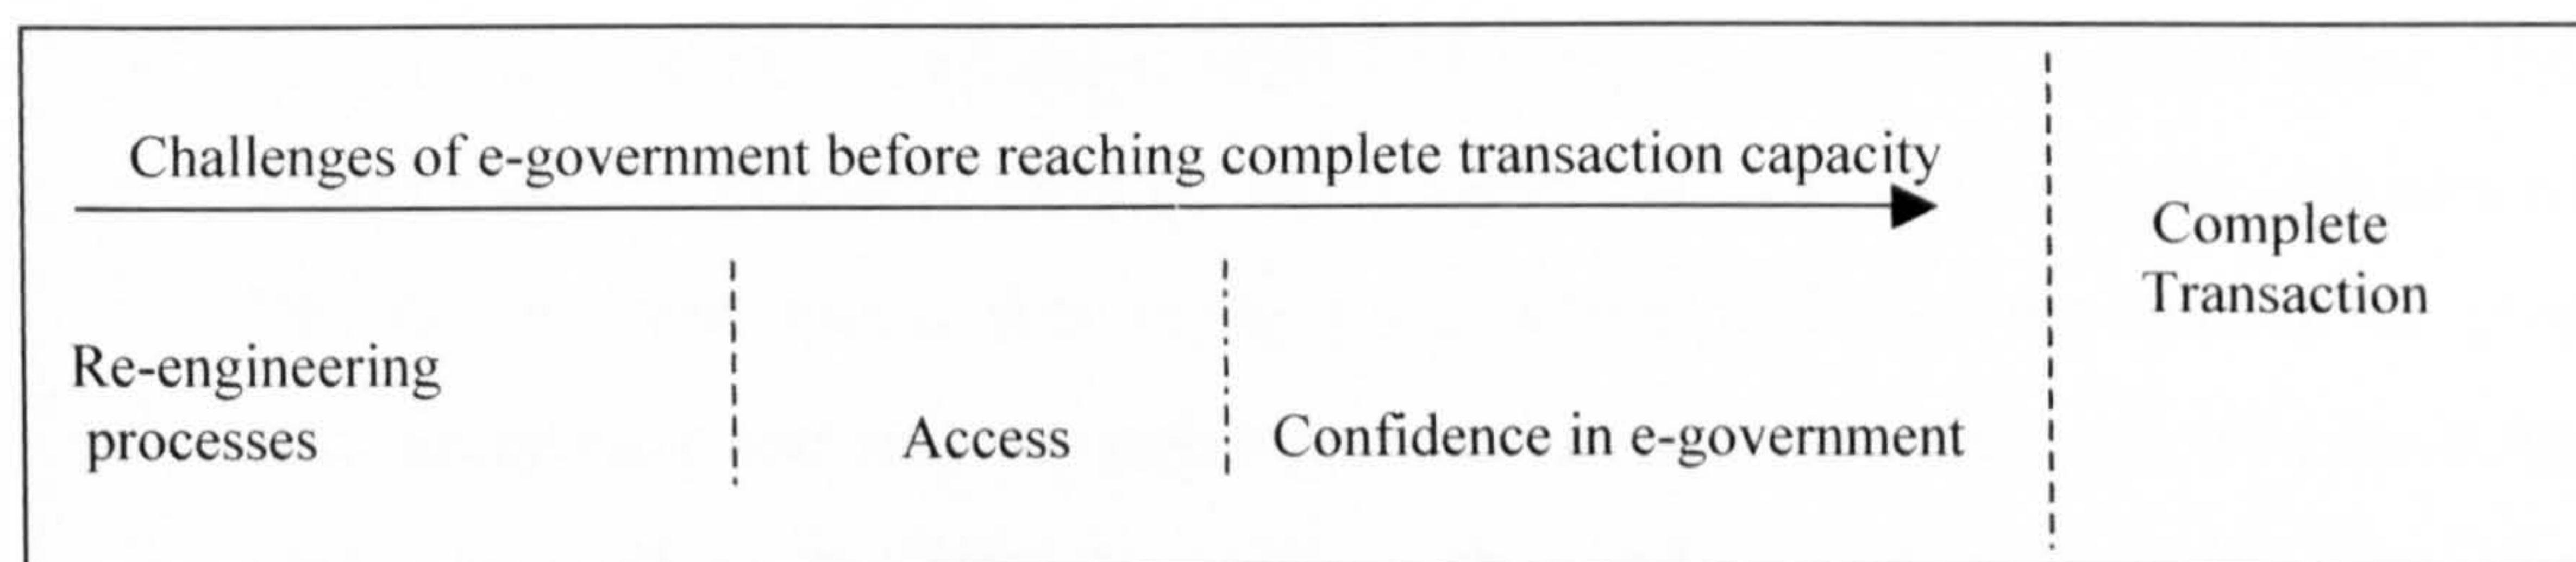 Challenges of e-government before reaching complete transaction capacity
Complete
Transaction
Re-engineering
processes
Access
Confidence in e-government